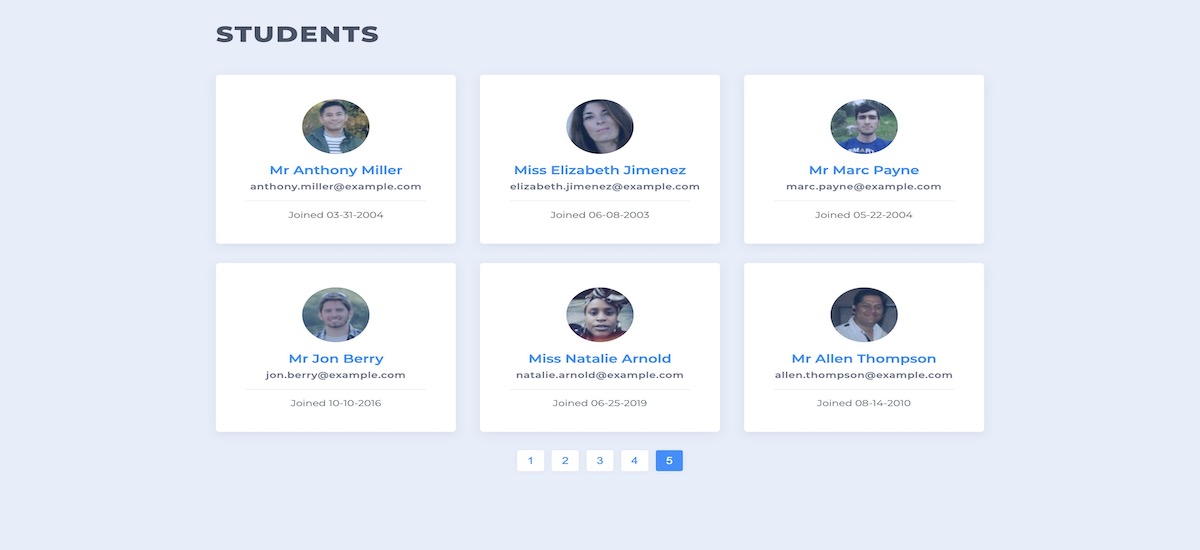 STUDENTS
Mr Anthony Miller
anthony.miller@example.com
Joined 03-31-2004
Miss Elizabeth Jimenez
elizabeth.jimenez@example.com
Joined 06-08-2003
Mr Marc Payne
marc.payne@example.com
Joined 05-22-2004
Mr Jon Berry
jon.berry@example.com
Joined 10-10-2016
Miss Natalie Arnold
natalie.arnold@example.com
Joined 06-25-2019
Mr Allen Thompson
allen.thompson@example.com
Joined 08-14-2010
1 2 3 4 5